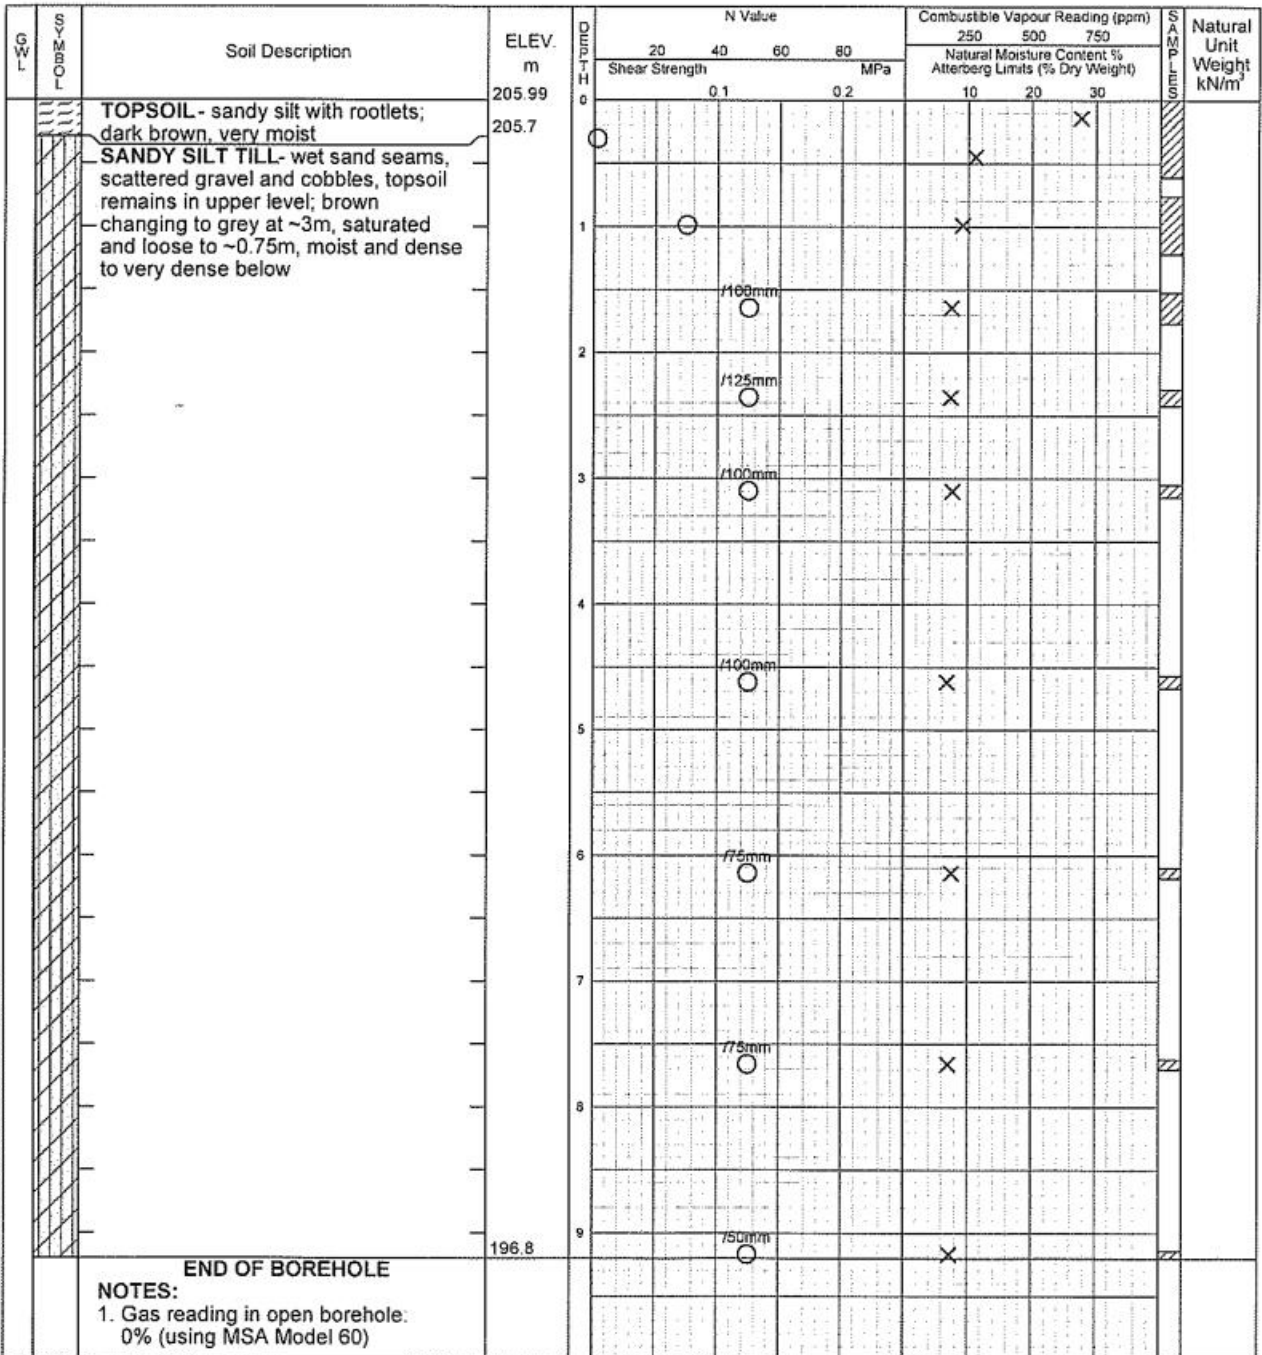 GWL
SYMBOL
Soil Description
ELEV.
m
205.99
DEPTH
N Value
20 40 60 80
Shear Strength MPa
0.1 0.2
Combustible Vapour Reading (ppm)
250 500 750
Natural Moisture Content %
Atterberg Limits (% Dry Weight)
10 20 30
SAMPLES
Natural
Unit
Weight
kN/m³
0
TOPSOIL- sandy silt with rootlets;
dark brown, very moist
205.7
SANDY SILT TILL- wet sand seams,
scattered gravel and cobbles, topsoil
remains in upper level; brown
changing to grey at ~3m, saturated
and loose to ~0.75m, moist and dense
to very dense below
1
/100mm
2
/125mm
3
/100mm
4
/100mm
5
6
/75mm
7
/75mm
8
9
/50mm
196.8
END OF BOREHOLE
NOTES:
1. Gas reading in open borehole:
0% (using MSA Model 60)